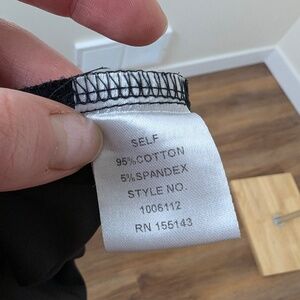 SELF
95%COTTON
5%SPANDEX
STYLE NO.
1006112
RN 155143